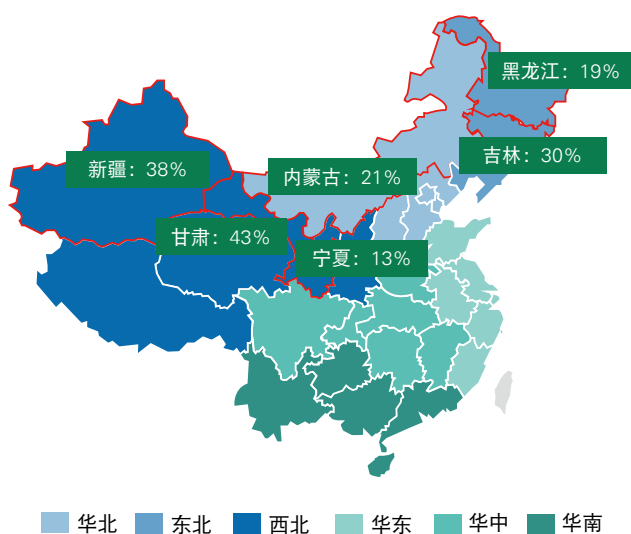 黑龙江：19%
吉林：30%
新疆：38%
内蒙古：21%
甘肃：43%
宁夏：13%
华北 东北 西北 华东 华中 华南